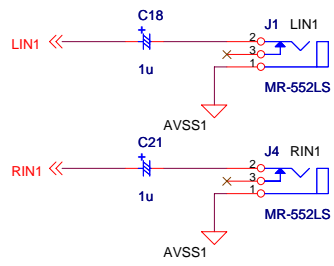 C18
J1 LIN1
LIN1
+
2
3
1
1u
MR-552LS
AVSS1
C21
J4 RIN1
RIN1
+
2
3
1
1u
MR-552LS
AVSS1